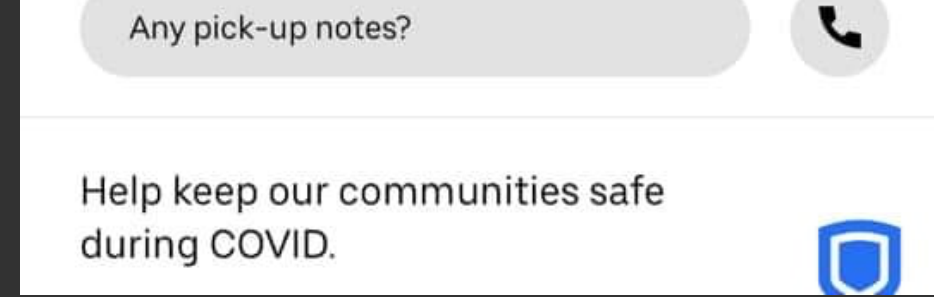 Any pick-up notes?
Help keep our communities safe
during COVID.